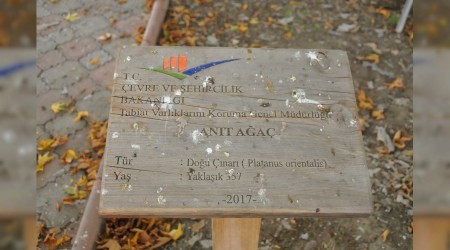 T.C.
ÇEVRE VE ŞEHİRCİLİK
BAKANLIĞI
Tabiat Varlıklarını Koruma Genel Müdürlüğü
ANIT AĞAÇ
Tür : Doğu Çınarı ( Platanus orientalis)
Yaş : Yaklaşık
-2017-